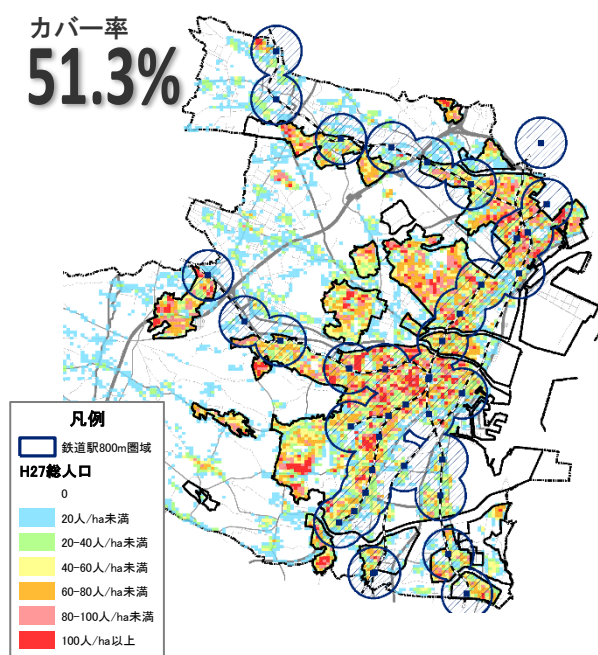 カバー率
51.3%
凡例
鉄道駅800m圏域
H27総人口
0
20人/ha未満
20-40人/ha未満
40-60人/ha未満
60-80人/ha未満
80-100人/ha未満
100人/ha以上